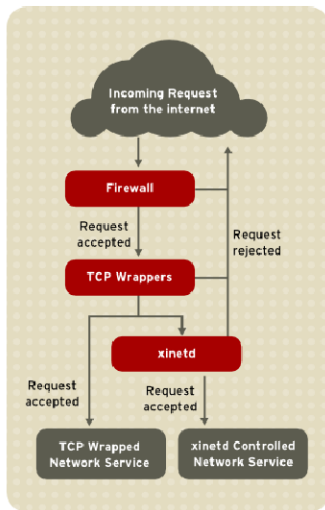 Incoming Request
from the internet
Firewall
Request
accepted
Request
rejected
TCP Wrappers
xinetd
Request
accepted
Request
accepted
TCP Wrapped
Network Service
xinetd Controlled
Network Service